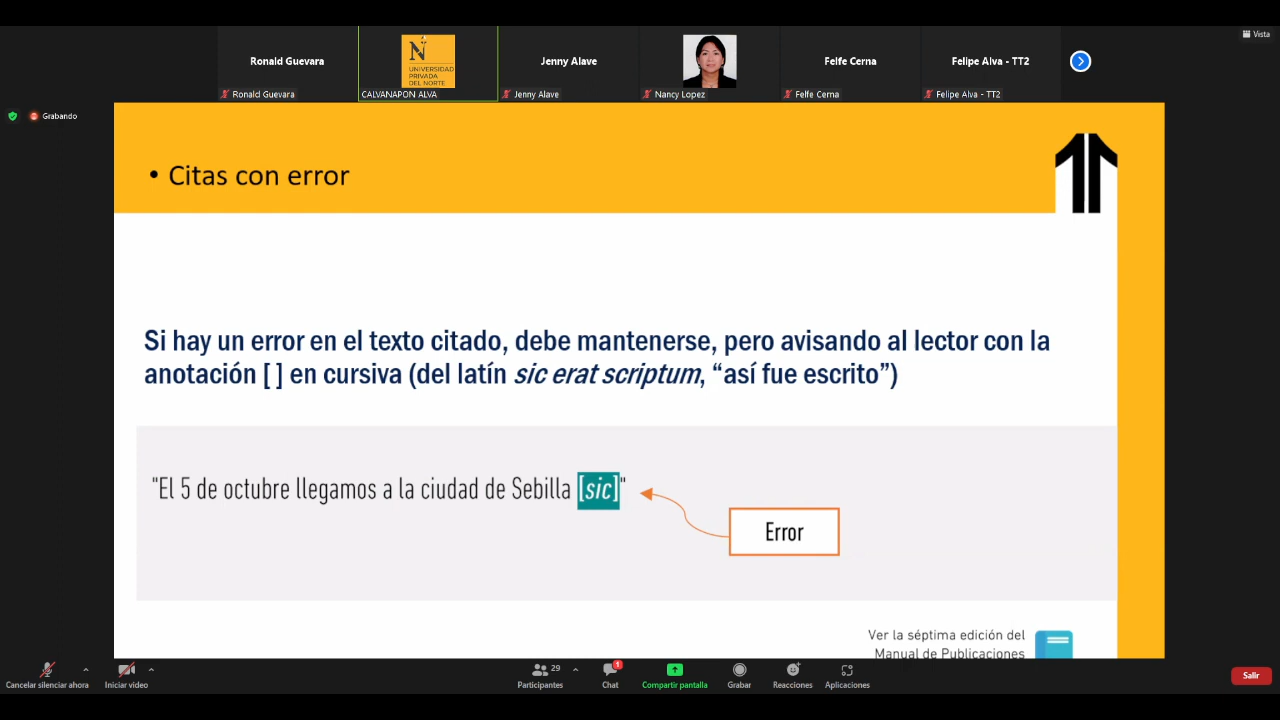 Vista
Ronald Guevara
Jenny Alave
Felfe Cerna
Felipe Alva - TT2
N
UNIVERSIDAD
PRIVADA
DEL NORTE
Ronald Guevara
CALVANAPON ALVA
Jenny Alave
Nancy Lopez
Felfe Cerna
Felipe Alva - TT2
Grabando
• Citas con error
Si hay un error en el texto citado, debe mantenerse, pero avisando al lector con la
anotación [ ] en cursiva (del latín sic erat scriptum, “así fue escrito”)
"El 5 de octubre llegamos a la ciudad de Sebilla [sic]"
Error
Ver la séptima edición del
Manual de Publicaciones
Cancelar silenciar ahora
Iniciar video
29
Participantes
1
Chat
Compartir pantalla
Grabar
Reacciones
Aplicaciones
Salir